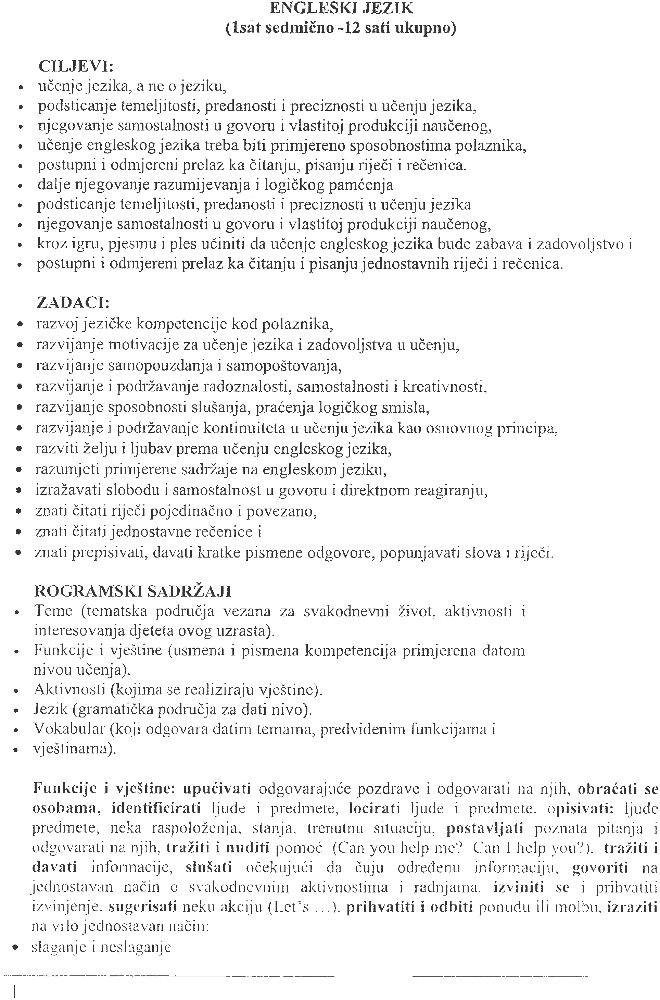 ENGLESKI JEZIK
(1sat sedmično -12 sati ukupno)
CILJEVI:
• učenje jezika, a ne o jeziku,
• podsticanje temeljitosti, predanosti i preciznosti u učenju jezika,
• njegovanje samostalnosti u govoru i vlastitoj produkciji naučenog,
• učenje engleskog jezika treba biti primjereno sposobnostima polaznika,
• postupni i odmjereni prelaz ka čitanju, pisanju riječi i rečenica.
• dalje njegovanje razumijevanja i logičkog pamćenja
• podsticanje temeljitosti, predanosti i preciznosti u učenju jezika
• njegovanje samostalnosti u govoru i vlastitoj produkciji naučenog,
• kroz igru, pjesmu i ples učiniti da učenje engleskog jezika bude zabava i zadovoljstvo i
• postupni i odmjereni prelaz ka čitanju i pisanju jednostavnih riječi i rečenica.
ZADACI:
• razvoj jezičke kompetencije kod polaznika,
• razvijanje motivacije za učenje jezika i zadovoljstva u učenju,
• razvijanje samopouzdanja i samopoštovanja,
• razvijanje i podržavanje radoznalosti, samostalnosti i kreativnosti,
• razvijanje sposobnosti slušanja, praćenja logičkog smisla,
• razvijanje i podržavanje kontinuiteta u učenju jezika kao osnovnog principa,
• razviti želju i ljubav prema učenju engleskog jezika,
• razumjeti primjerene sadržaje na engleskom jeziku,
• izražavati slobodu i samostalnost u govoru i direktnom reagiranju,
• znati čitati riječi pojedinačno i povezano,
• znati čitati jednostavne rečenice i
• znati prepisivati, davati kratke pismene odgovore, popunjavati slova i riječi.
ROGRAMSKI SADRŽAJI
• Teme (tematska područja vezana za svakodnevni život, aktivnosti i
interesovanja djeteta ovog uzrasta).
• Funkcije i vještine (usmena i pismena kompetencija primjerena datom
nivou učenja).
• Aktivnosti (kojima se realiziraju vještine).
• Jezik (gramatička područja za dati nivo).
• Vokabular (koji odgovara datim temama, predviđenim funkcijama i
• vještinama).
Funkcije i vještine: upućivati odgovarajuće pozdrave i odgovarati na njih, obraćati se
osobama, identificirati ljude i predmete, locirati ljude i predmete. opisivati: ljude
predmete, neka raspoloženja, stanja, trenutnu situaciju, postavljati poznata pitanja i
odgovarati na njih, tražiti i nuditi pomoć (Can you help me? Can I help you?). tražiti i
davati informacije, slušati očekujući da čuju određenu informaciju, govoriti na
jednostavan način o svakodnevnim aktivnostima i radnjama. izviniti se i prihvatiti
izvinjenje, sugerisati neku akciju (Let's ...). prihvatiti i odbiti ponudu ili molbu, izraziti
na vrlo jednostavan način:
• slaganje i neslaganje